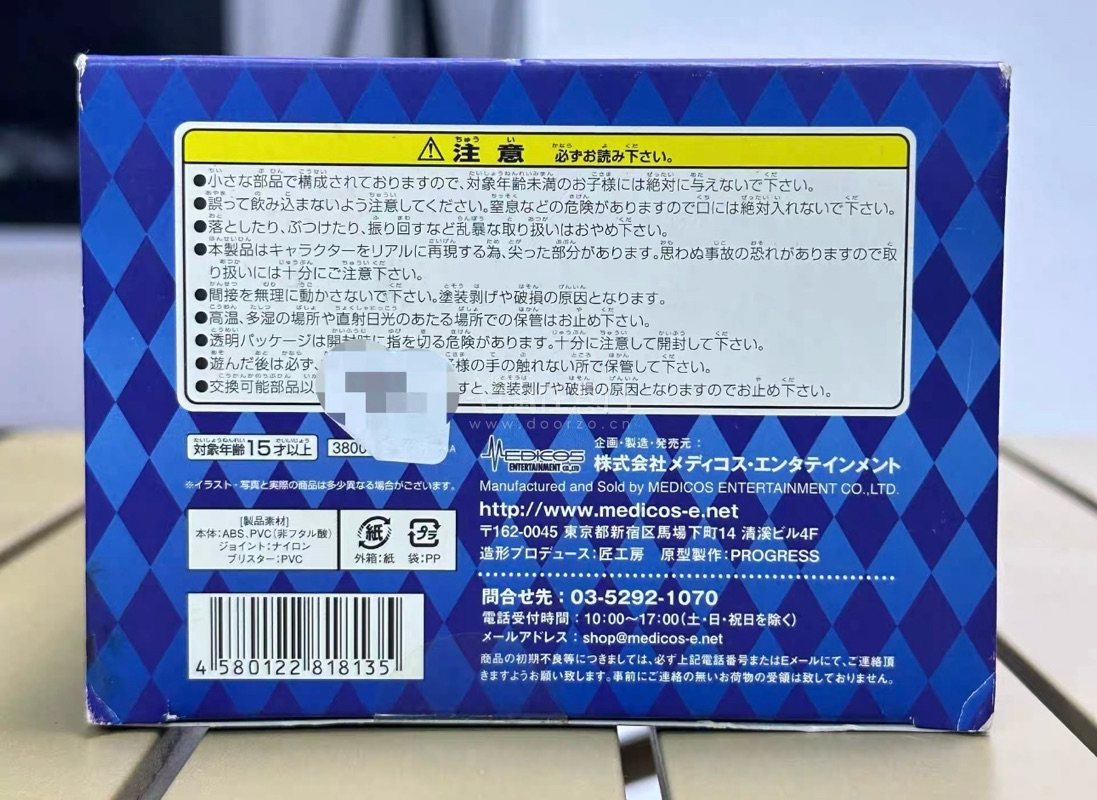 注意 必ずお読み下さい。
●小さな部品で構成されておりますので、対象年齢未満のお子様には絶対に与えないで下さい。
●誤って飲み込まないよう注意してください。窒息などの危険がありますので口には絶対入れないで下さい。
●落としたり、ぶつけたり、振り回すなど乱暴な取り扱いはおやめ下さい。
●本製品はキャラクターをリアルに再現する為、尖った部分があります。思わぬ事故の恐れがありますので取
り扱いには十分にご注意下さい。
●間接を無理に動かさないで下さい。塗装剥げや破損の原因となります。
●高温、多湿の場所や直射日光のあたる場所での保管はお止め下さい。
●透明パッケージは開封時に指を切る危険があります。十分に注意して開封して下さい。
●遊んだ後は必ず、 様の手の触れない所で保管して下さい。
●交換可能部品以 すと、塗装剥げや破損の原因となりますのでお止め下さい。
www.doorzo.cn
対象年齢15才以上
380
※イラスト・写真と実際の商品は多少異なる場合がございます。
[製品素材]
本体:ABS、PVC(非フタル酸)
ジョイント:ナイロン
ブリスター:PVC
紙
外箱:紙
プラ
袋:PP
4 580122 818135
MEDICOS
ENTERTAINMENT CO.,LTD
企画・製造・発売元:
株式会社メディコス・エンタテインメント
Manufactured and Sold by MEDICOS ENTERTAINMENT CO.,LTD.
http://www.medicos-e.net
〒162-0045 東京都新宿区馬場下町14 清溪ビル4F
造形プロデュース:匠工房 原型製作:PROGRESS
問合せ先:03-5292-1070
電話受付時間:10:00〜17:00(土・日・祝日を除く)
メールアドレス:shop@medicos-e.net
商品の初期不良等につきましては、必ず上記電話番号またはEメールにて、ご連絡頂
きますようお願い致します。事前にご連絡の無いお荷物の受領は致しておりません。